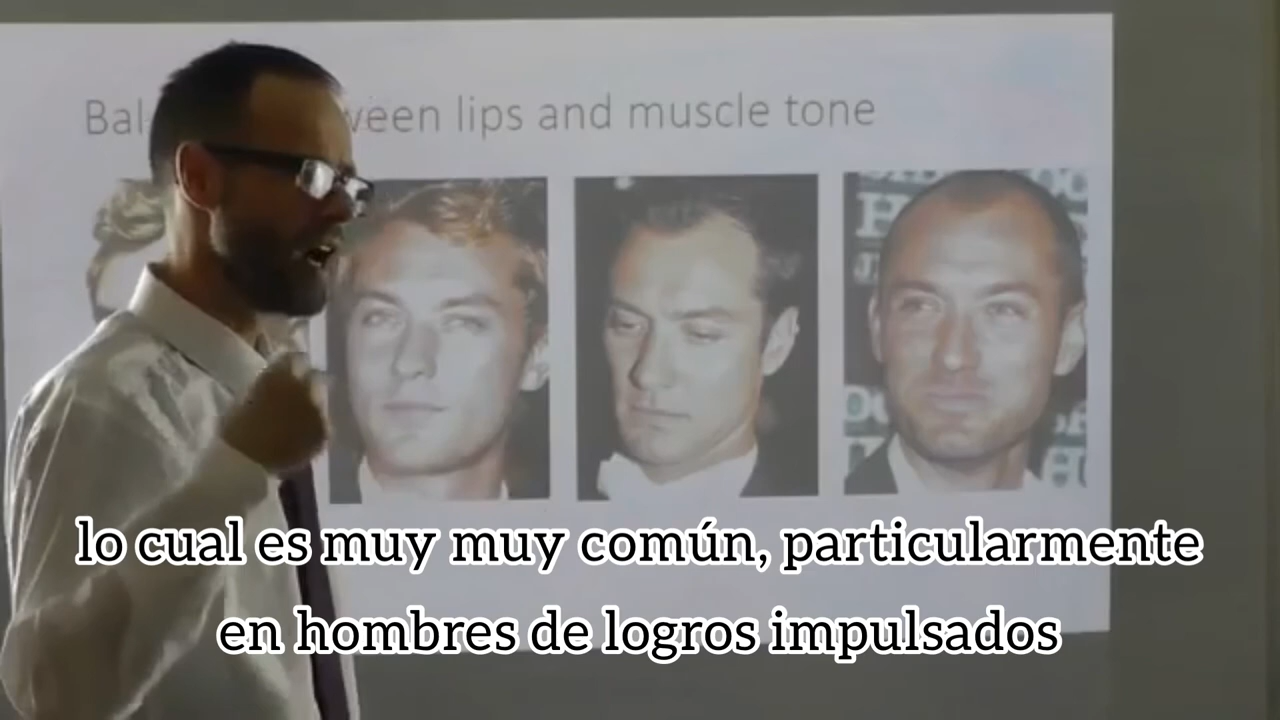 Bal ween lips and muscle tone
lo cual es muy muy común, particularmente
en hombres de logros impulsados